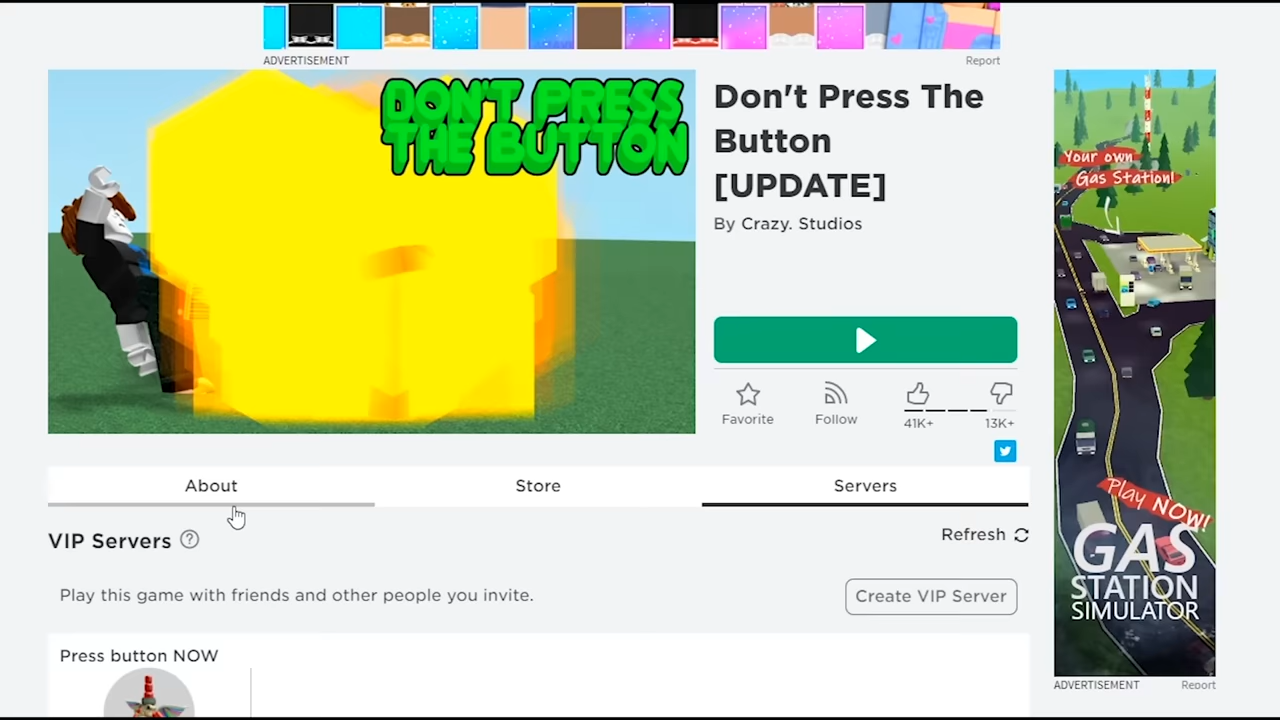 ADVERTISEMENT
Report
DON'T PRESS
THE BUTTON
Don't Press The
Button
[UPDATE]
By Crazy. Studios
Favorite
Follow
41K+
13K+
About
Store
Servers
VIP Servers
Refresh
Play this game with friends and other people you invite.
Create VIP Server
Press button NOW
Your own
Gas Station!
Play NOW!
GAS
STATION
SIMULATOR
ADVERTISEMENT
Report